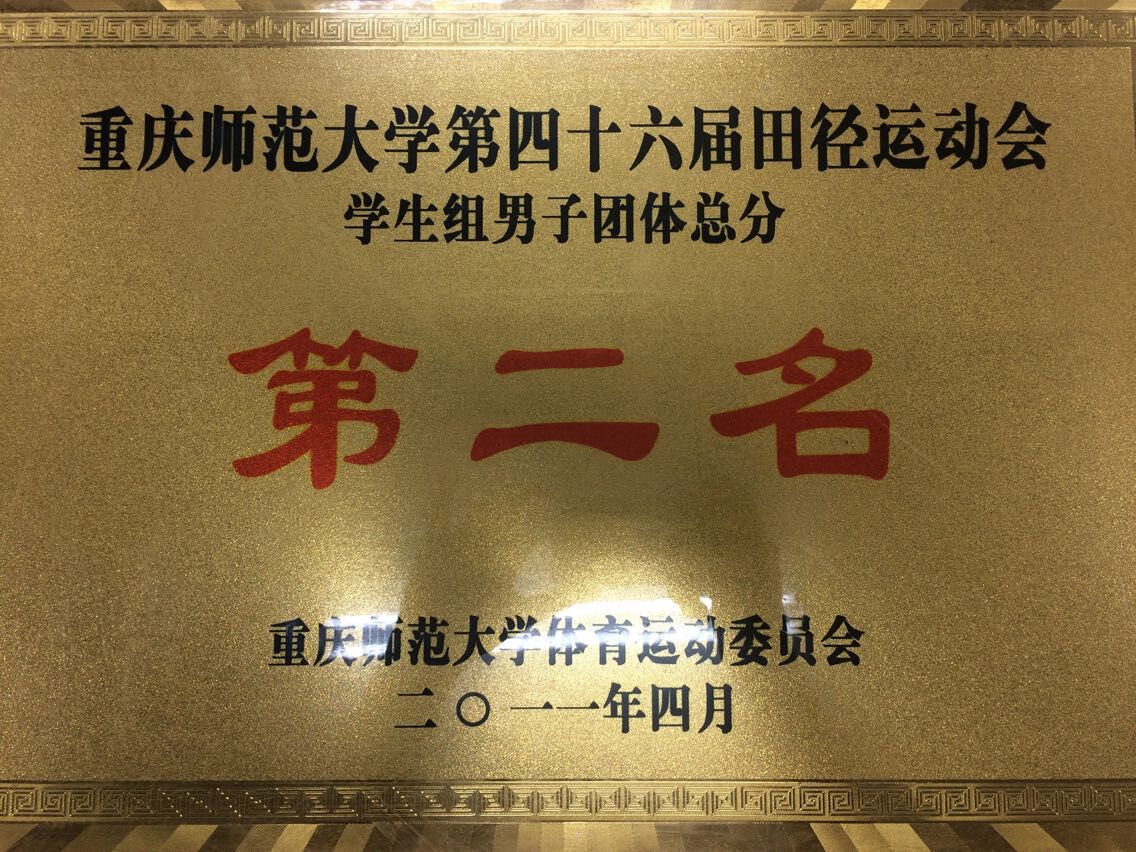 重庆师范大学第四十六届田径运动会
学生组男子团体总分
第二名
重庆师范大学体育运动委员会
二〇一一年四月